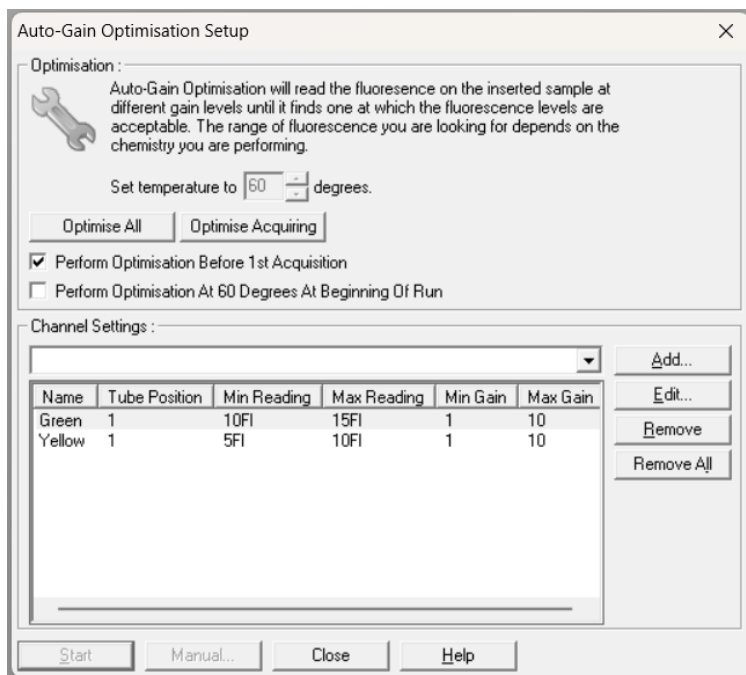 Auto-Gain Optimisation Setup
Optimisation :
Auto-Gain Optimisation will read the fluoresence on the inserted sample at
different gain levels until it finds one at which the fluorescence levels are
acceptable. The range of fluorescence you are looking for depends on the
chemistry you are performing.
Set temperature to 60 degrees.
Optimise All Optimise Acquiring
Perform Optimisation Before 1st Acquisition
Perform Optimisation At 60 Degrees At Beginning Of Run
Channel Settings :
Add...
Name Tube Position Min Reading Max Reading Min Gain Max Gain
Edit...
Green 1 10Fl 15Fl 1 10
Yellow 1 5Fl 10Fl 1 10
Remove
Remove All
Start Manual... Close Help